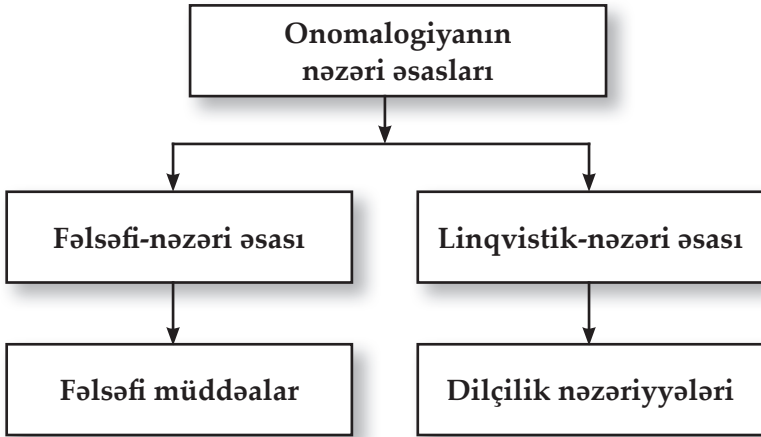 Onomalogiyanın
nəzəri əsasları
Fəlsəfi-nəzəri əsası
Linqvistik-nəzəri əsası
Fəlsəfi müddəalar
Dilçilik nəzəriyyələri